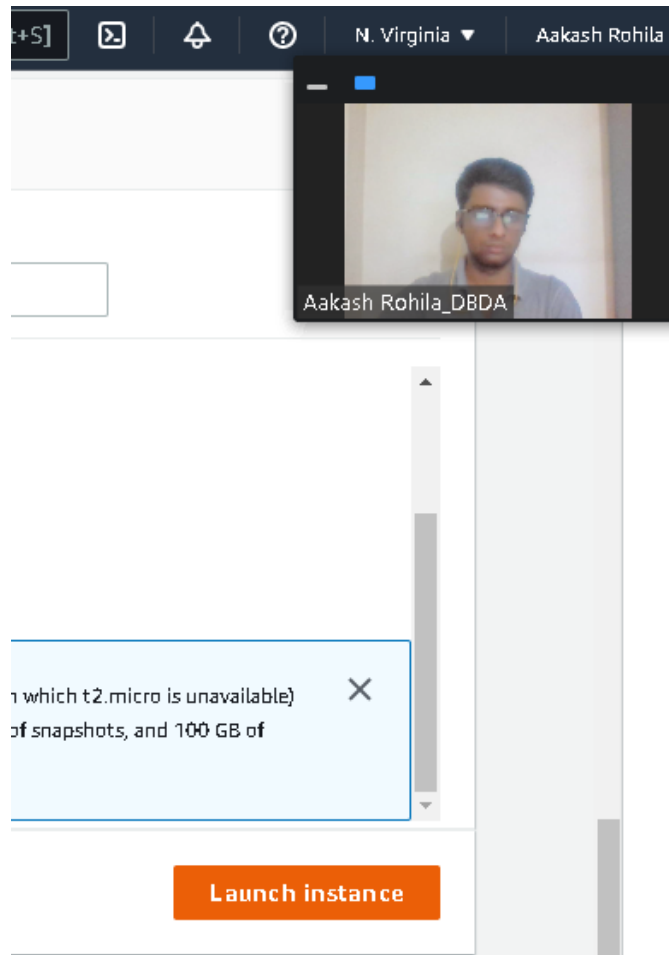 t+S]
N. Virginia ▼ Aakash Rohila
Aakash Rohila_DBDA
which t2.micro is unavailable)
of snapshots, and 100 GB of
Launch instance